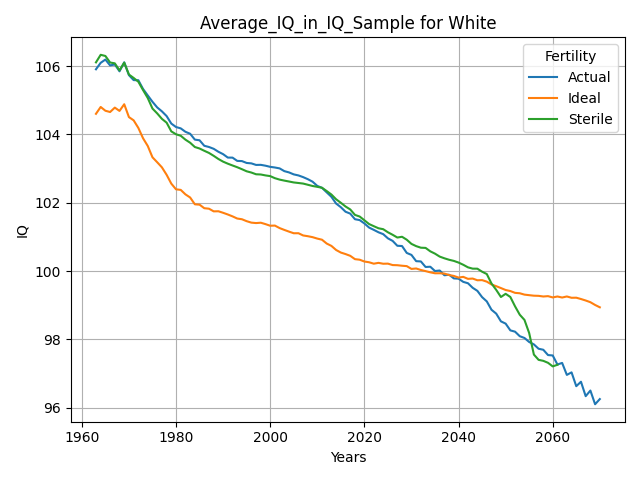 Average_IQ_in_IQ_Sample for White
Fertility
Actual
Ideal
Sterile
IQ
106
104
102
100
98
96
1960
1980
2000
2020
2040
2060
Years